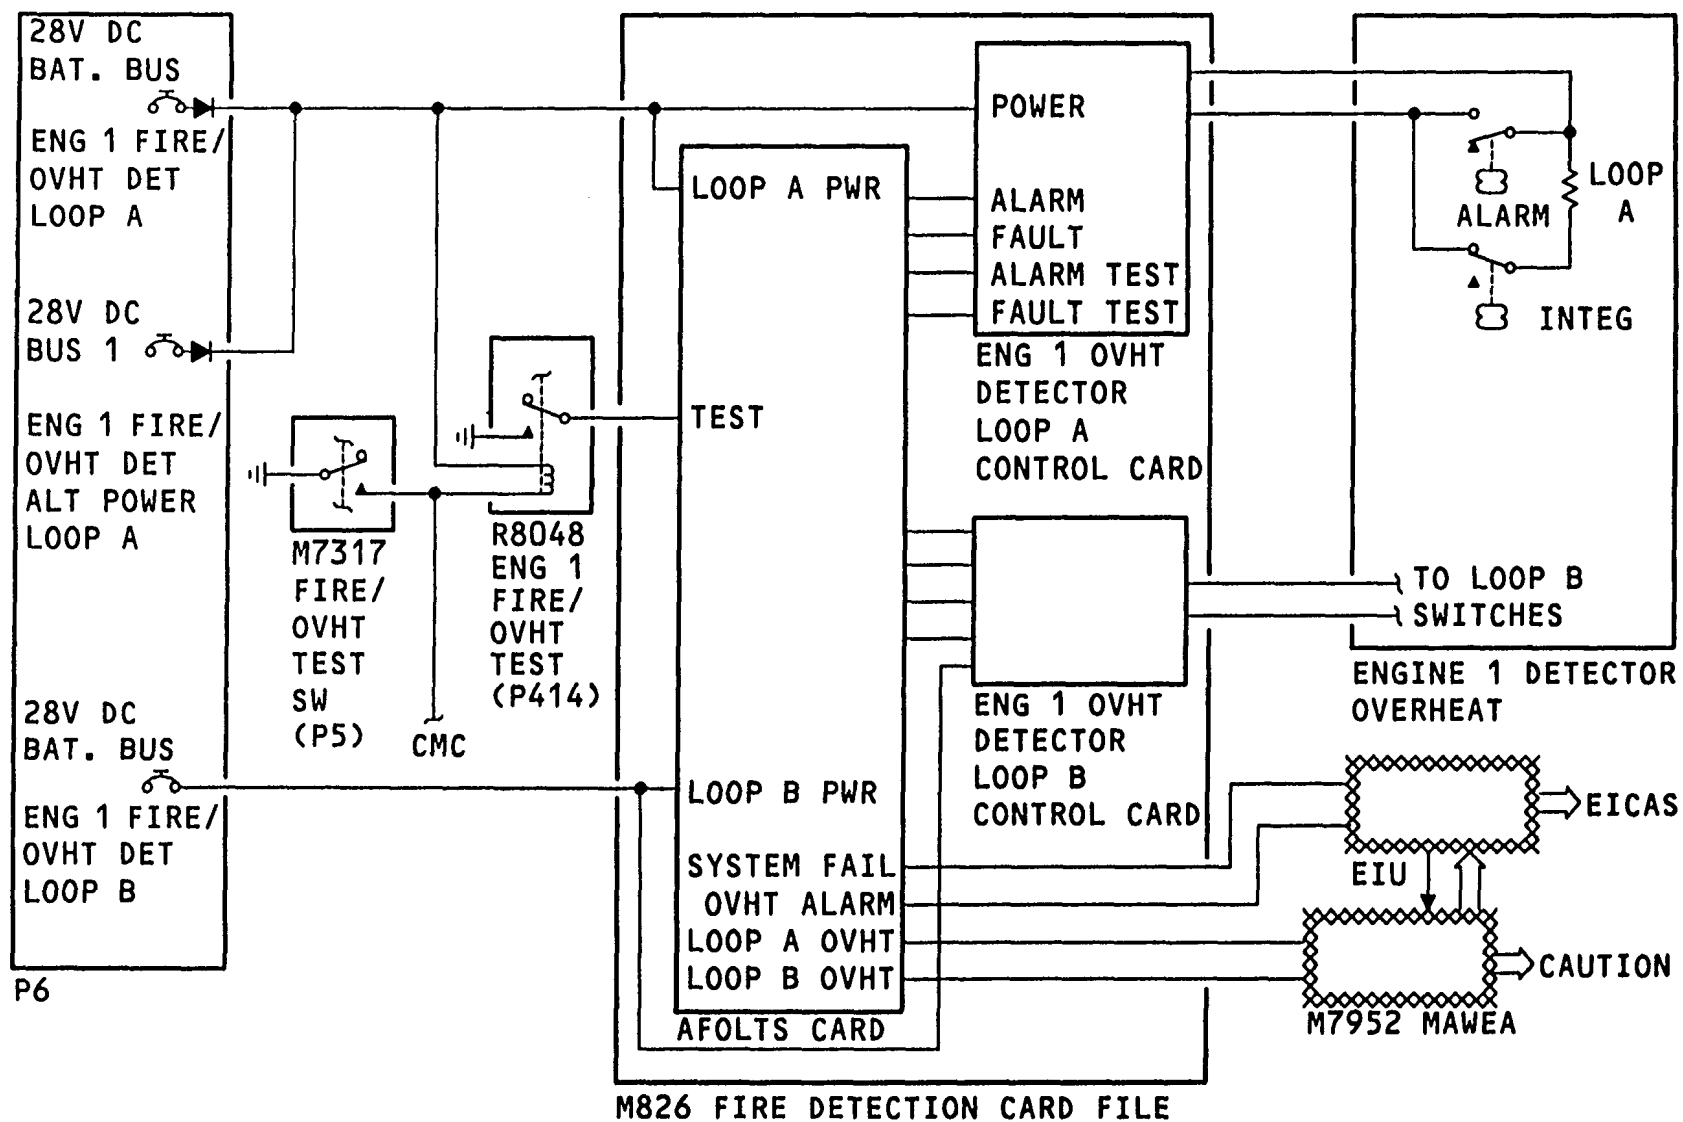 28V DC
BAT. BUS
ENG 1 FIRE/
OVHT DET
LOOP A
28V DC
BUS 1
ENG 1 FIRE/
OVHT DET
ALT POWER
LOOP A
28V DC
BAT. BUS
ENG 1 FIRE/
OVHT DET
LOOP B
P6
M7317
FIRE/
OVHT
TEST
SW
(P5)
CMC
R8048
ENG 1
FIRE/
OVHT
TEST
(P414)
LOOP A PWR
TEST
LOOP B PWR
SYSTEM FAIL
OVHT ALARM
LOOP A OVHT
LOOP B OVHT
AFOLTS CARD
POWER
ALARM
FAULT
ALARM TEST
FAULT TEST
ENG 1 OVHT
DETECTOR
LOOP A
CONTROL CARD
ENG 1 OVHT
DETECTOR
LOOP B
CONTROL CARD
M826 FIRE DETECTION CARD FILE
LOOP
A
ALARM
INTEG
TO LOOP B
SWITCHES
ENGINE 1 DETECTOR
OVERHEAT
EICAS
EIU
CAUTION
M7952 MAWEA